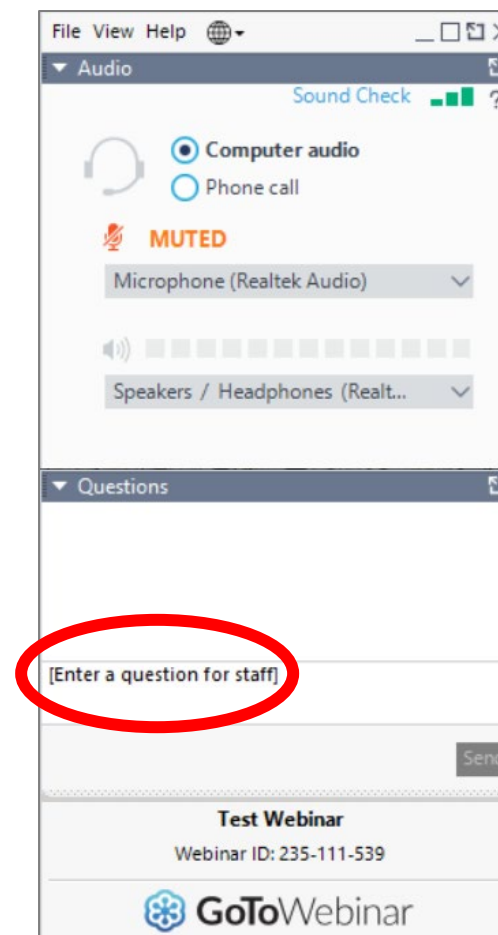 File View Help
Audio
Sound Check ?
Computer audio
Phone call
MUTED
Microphone (Realtek Audio)
Speakers / Headphones (Realt...
Questions
[Enter a question for staff]
Send
Test Webinar
Webinar ID: 235-111-539
GoToWebinar